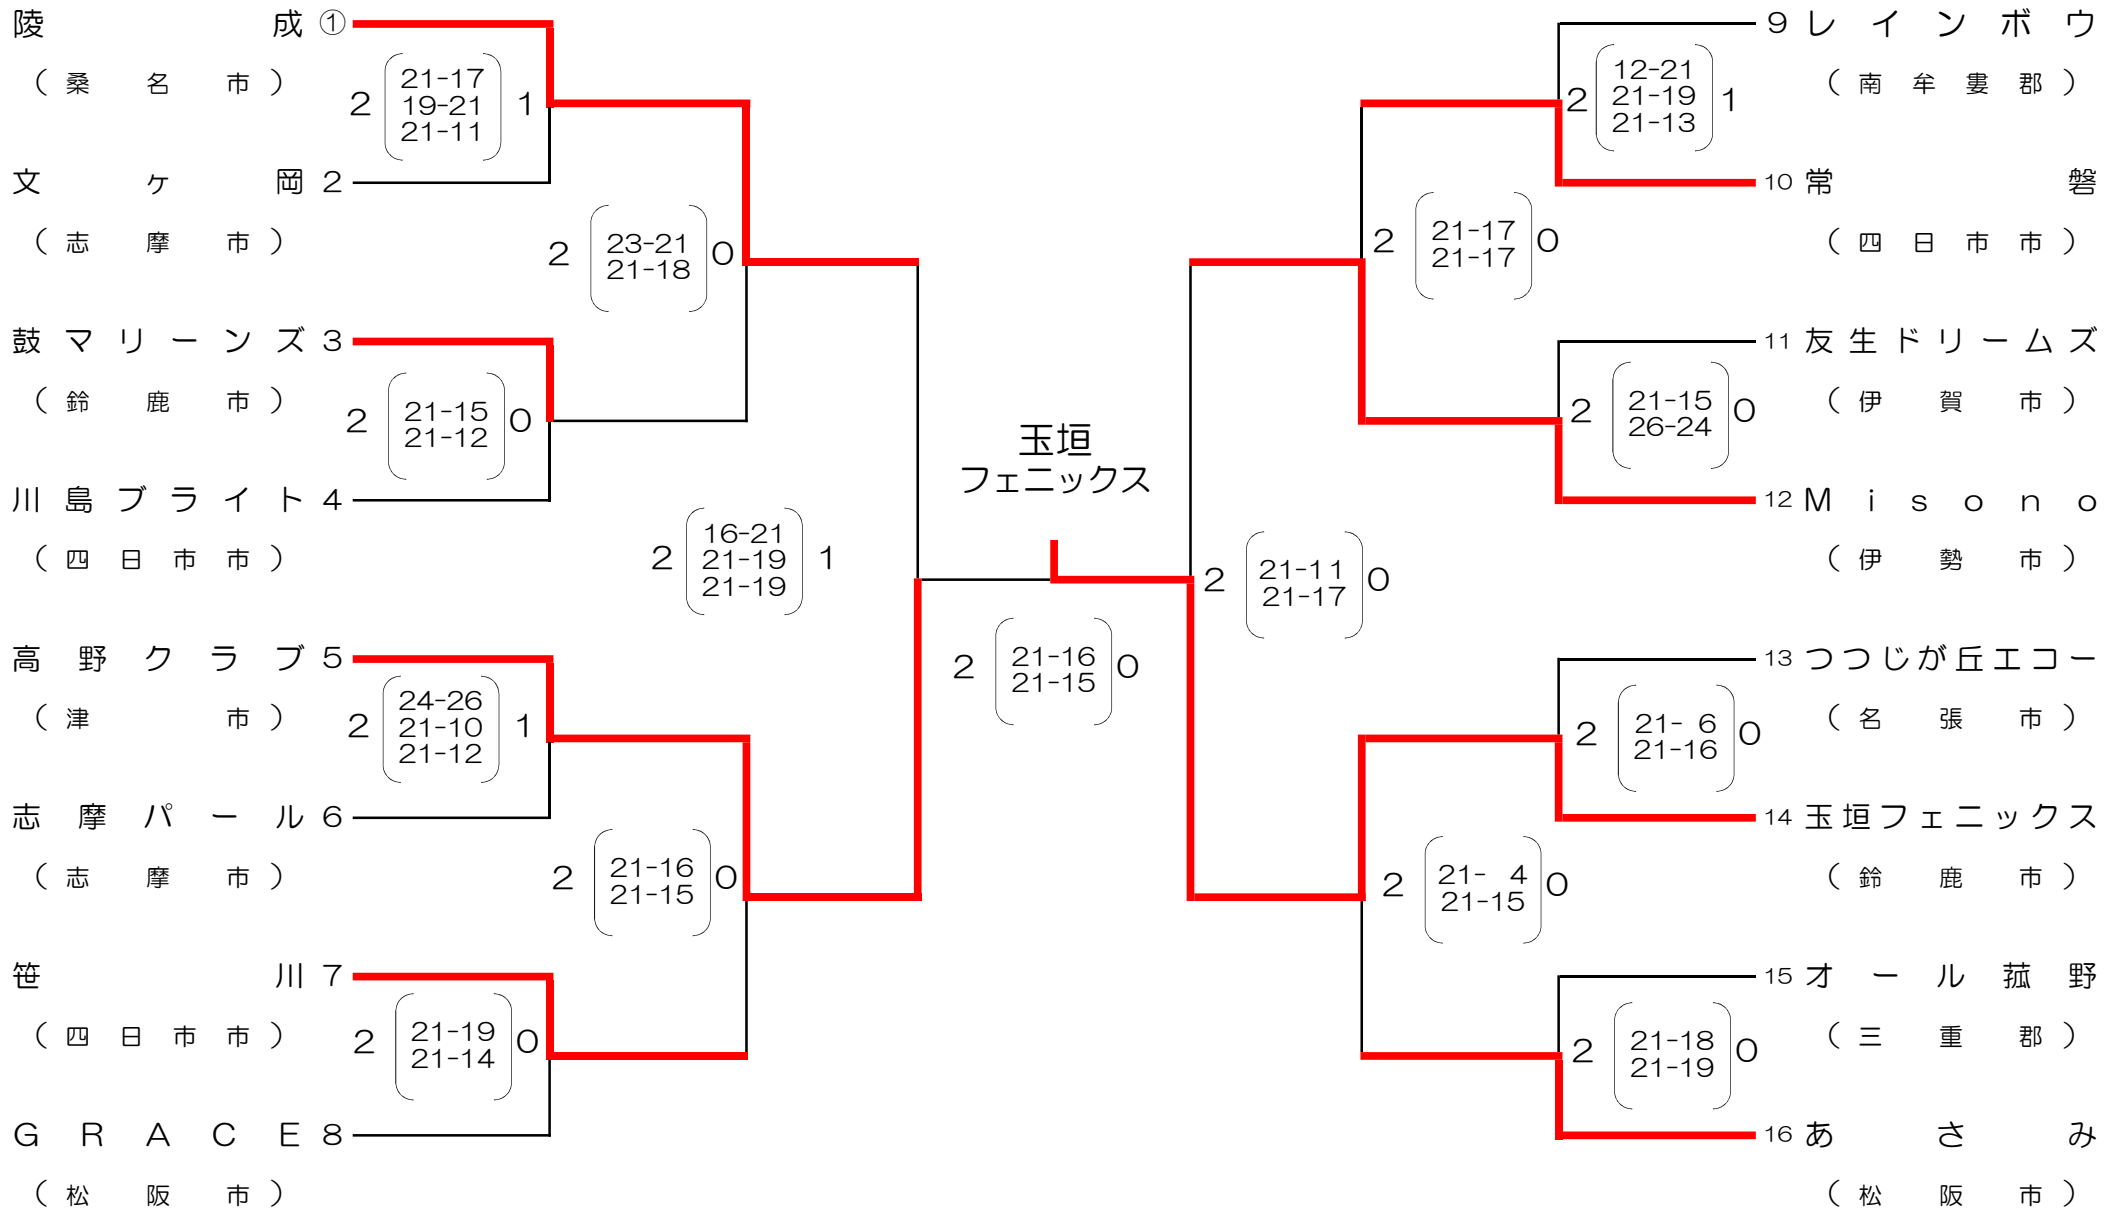 陵成 ①
（桑名市）
2 21-17 1
19-21
21-11
文ヶ岡 2
（志摩市）
2 23-21 0
21-18
鼓マリーンズ 3
（鈴鹿市）
2 21-15 0
21-12
川島ブライト 4
（四日市市）
2 16-21 1
21-19
21-19
高野クラブ 5
（津市）
2 24-26 1
21-10
21-12
志摩パール 6
（志摩市）
2 21-16 0
21-15
笹川 7
（四日市市）
2 21-19 0
21-14
GRACE 8
（松阪市）
玉垣
フェニックス
2 21-16 0
21-15
9 レインボウ
（南牟婁郡）
2 12-21 1
21-19
21-13
10 常磐
（四日市市）
2 21-17 0
21-17
11 友生ドリームズ
（伊賀市）
2 21-15 0
26-24
12 Misono
（伊勢市）
2 21-11 0
21-17
13 つつじが丘エコー
（名張市）
2 21- 6 0
21-16
14 玉垣フェニックス
（鈴鹿市）
2 21- 4 0
21-15
15 オール菰野
（三重郡）
2 21-18 0
21-19
16 あさみ
（松阪市）